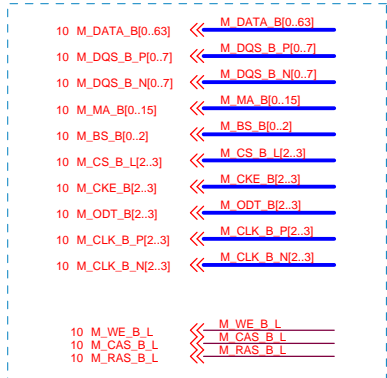 10 M_DATA_B[0..63] M_DATA_B[0..63]
10 M_DQS_B_P[0..7] M_DQS_B_P[0..7]
10 M_DQS_B_N[0..7] M_DQS_B_N[0..7]
10 M_MA_B[0..15] M_MA_B[0..15]
10 M_BS_B[0..2] M_BS_B[0..2]
10 M_CS_B_L[2..3] M_CS_B_L[2..3]
10 M_CKE_B[2..3] M_CKE_B[2..3]
10 M_ODT_B[2..3] M_ODT_B[2..3]
10 M_CLK_B_P[2..3] M_CLK_B_P[2..3]
10 M_CLK_B_N[2..3] M_CLK_B_N[2..3]
10 M_WE_B_L M_WE_B_L
10 M_CAS_B_L M_CAS_B_L
10 M_RAS_B_L M_RAS_B_L